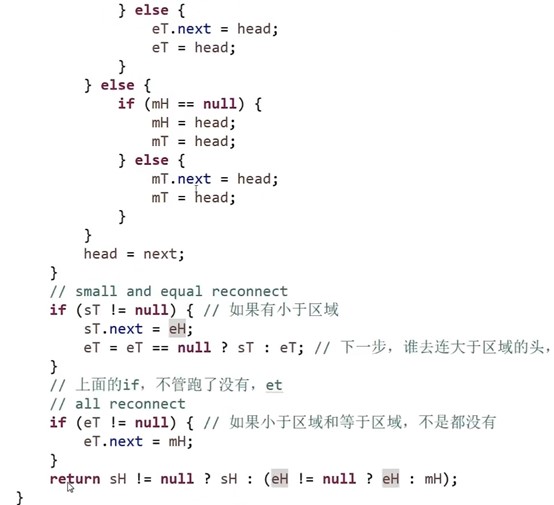 } else {
eT.next = head;
eT = head;
}
} else {
if (mH == null) {
mH = head;
mT = head;
} else {
mT.next = head;
mT = head;
}
}
head = next;
}
// small and equal reconnect
if (sT != null) { // 如果有小于区域
sT.next = eH;
eT = eT == null ? sT : eT; // 下一步，谁去连大于区域的头，
}
// 上面的if，不管跑了没有，et
// all reconnect
if (eT != null) { // 如果小于区域和等于区域，不是都没有
eT.next = mH;
}
return sH != null ? sH : (eH != null ? eH : mH);
}